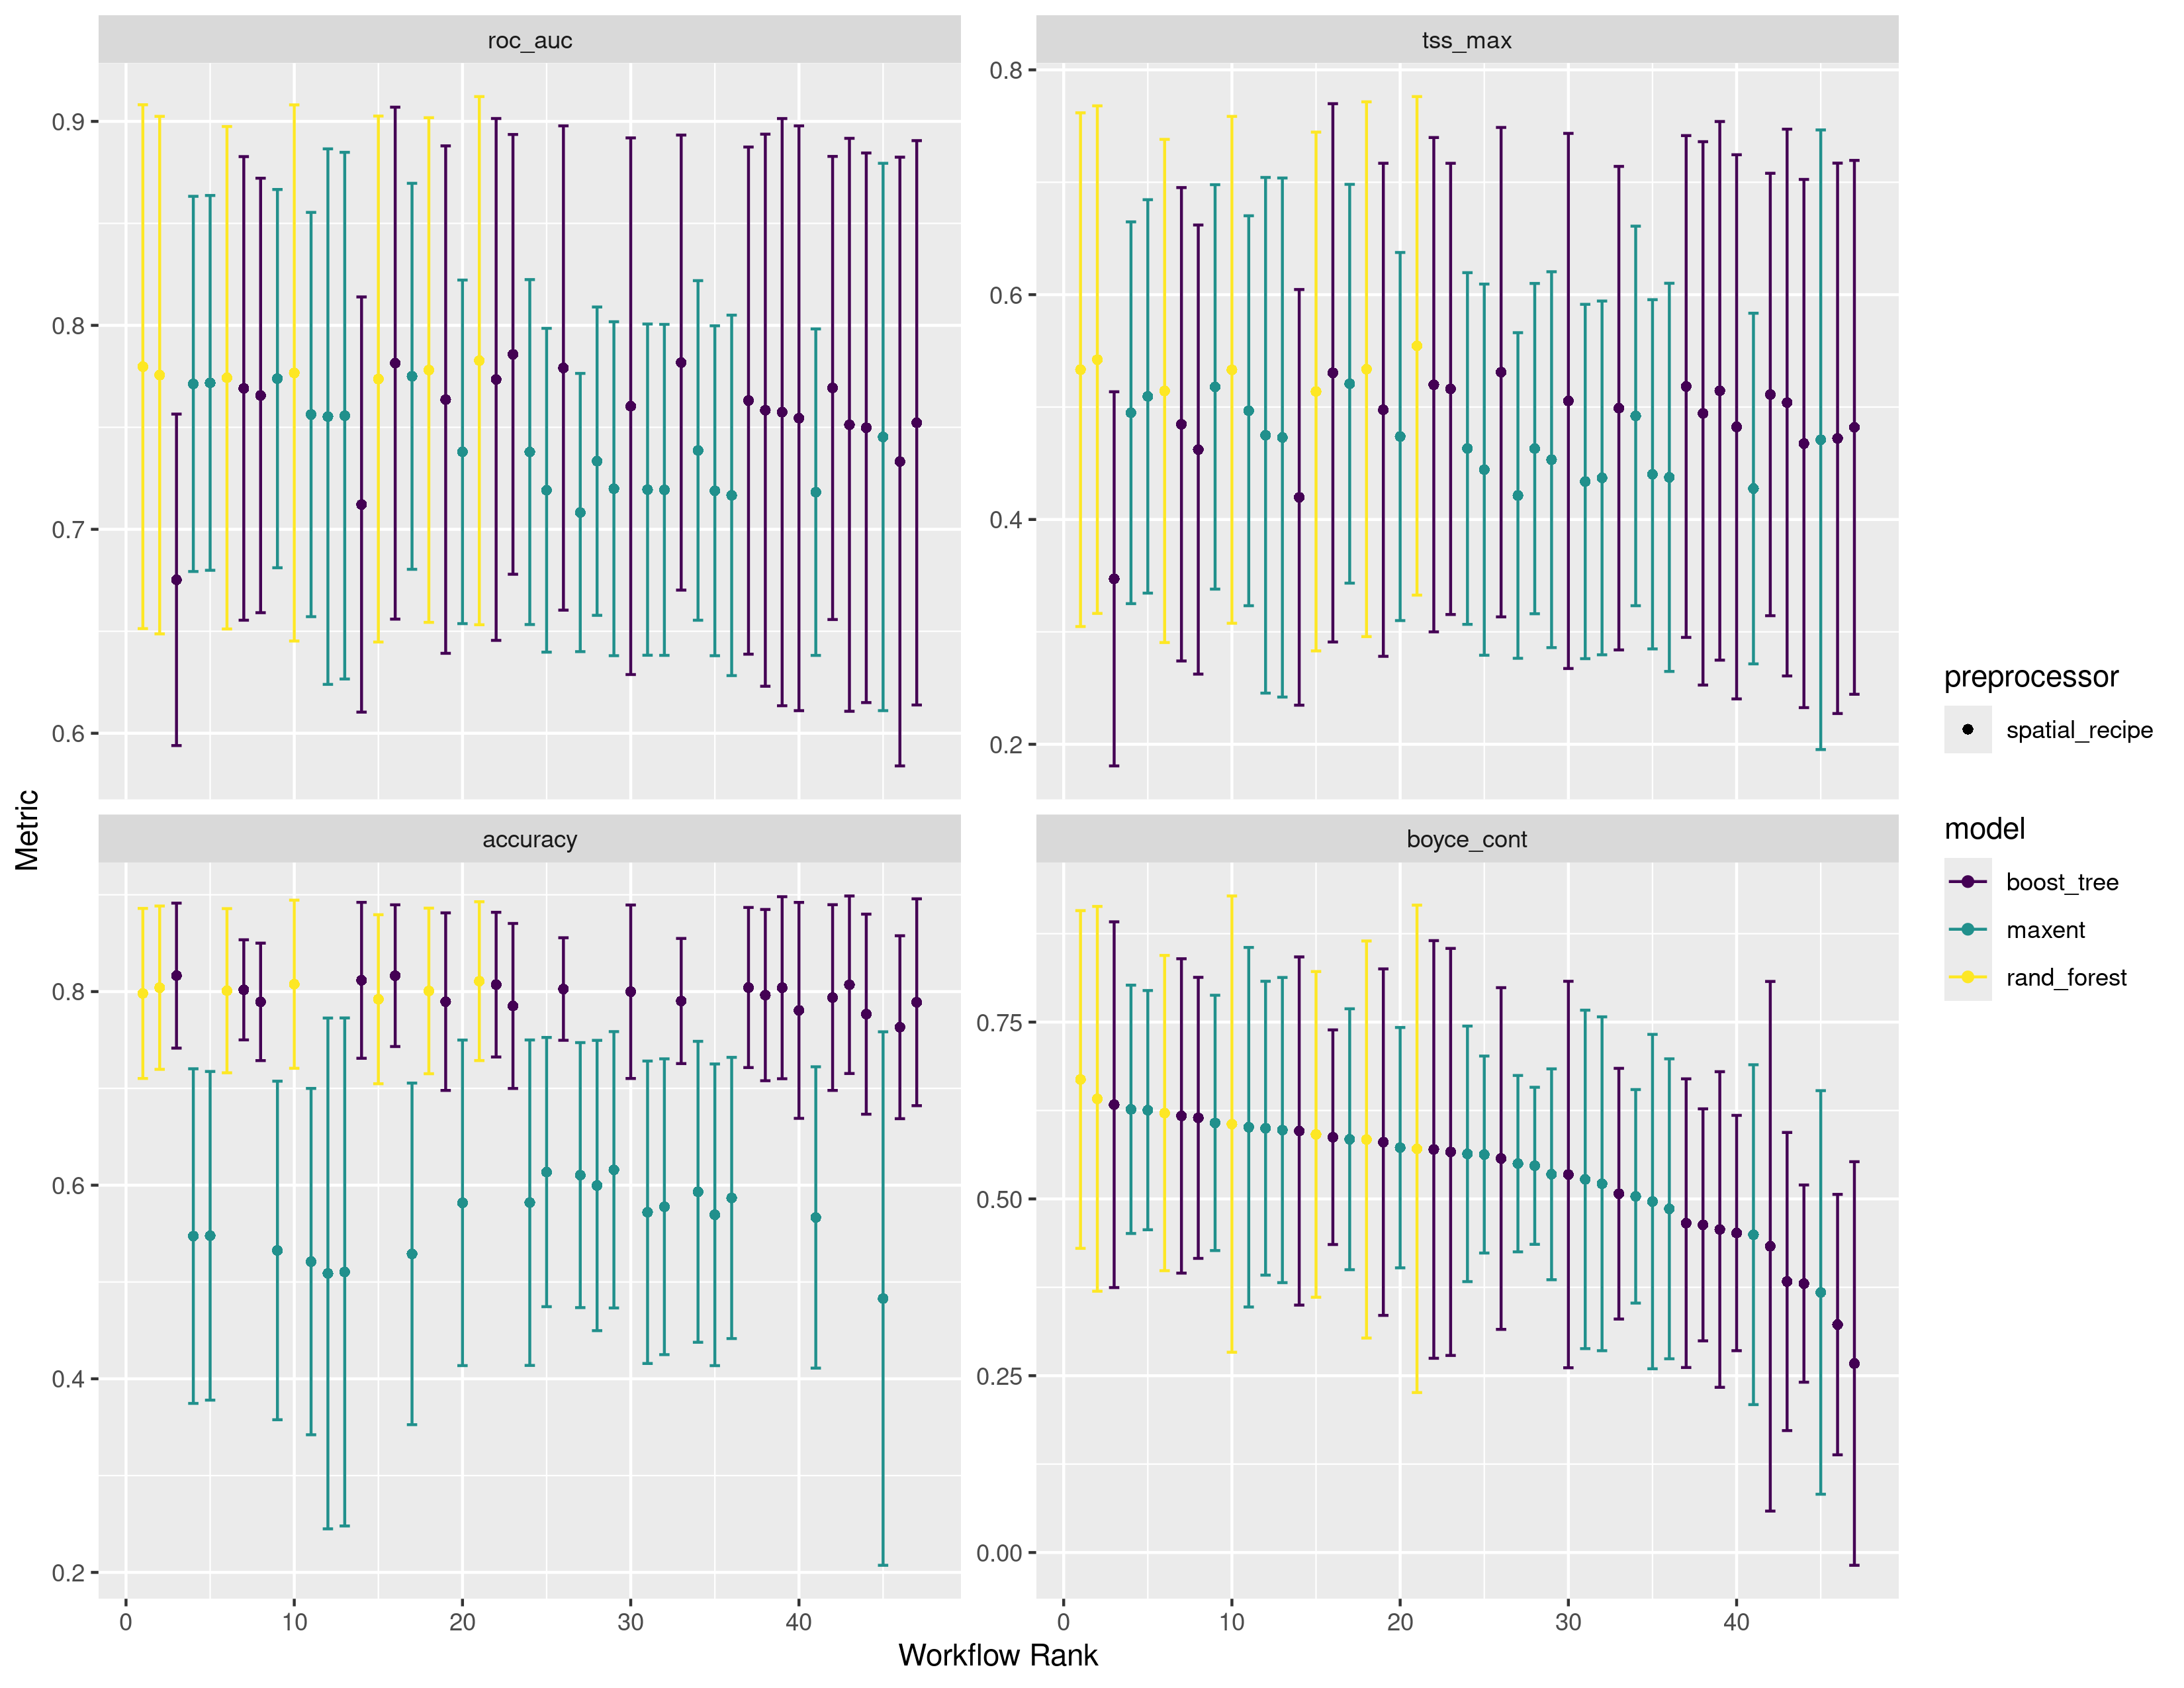 roc_auc
tss_max
0.9
0.8
0.7
0.6
0.8
0.6
0.4
0.2
Metric
accuracy
boyce_cont
0.8
0.6
0.4
0.2
0.75
0.50
0.25
0.00
0 10 20 30 40
0 10 20 30 40
Workflow Rank
preprocessor
spatial_recipe
model
boost_tree
maxent
rand_forest